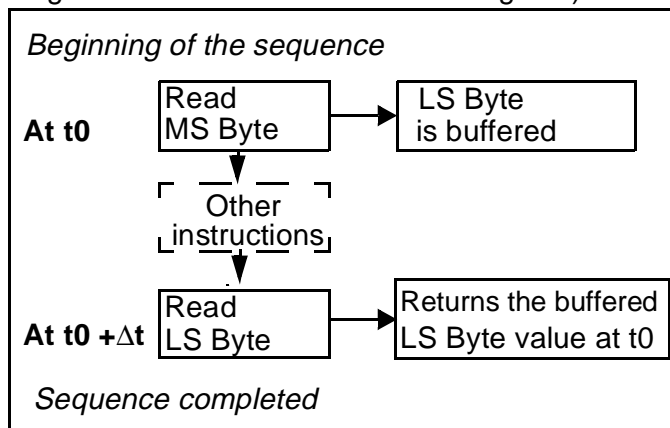 Beginning of the sequence
At t0
Read
MS Byte
LS Byte
is buffered
Other
instructions
At t0 +Δt
Read
LS Byte
Returns the buffered
LS Byte value at t0
Sequence completed